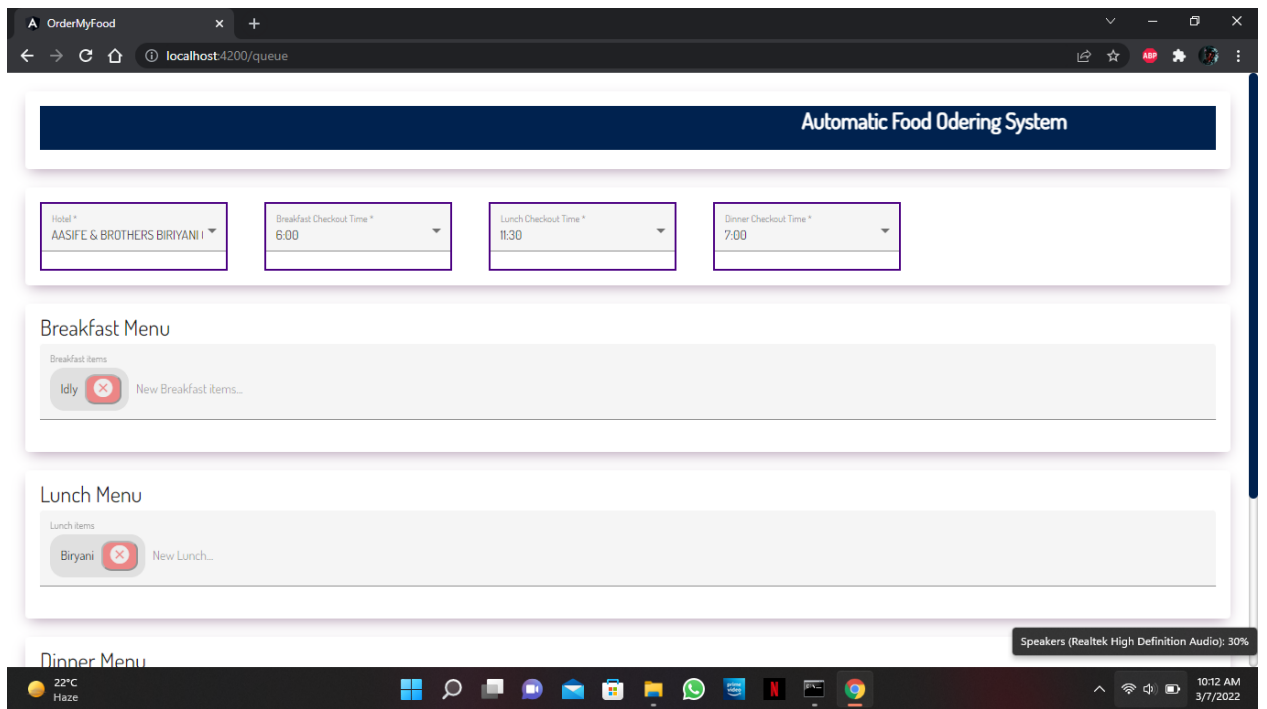 OrderMyFood
localhost:4200/queue
ABP
Automatic Food Odering System
Hotel *
AASIFE & BROTHERS BIRIYANI
Breakfast Checkout Time *
6:00
Lunch Checkout Time *
11:30
Dinner Checkout Time *
7:00
Breakfast Menu
Breakfast items
Idly
New Breakfast items...
Lunch Menu
Lunch items
Biryani
New Lunch...
Dinner Menu
Speakers (Realtek High Definition Audio): 30%
22°C
Haze
prime video
N
10:12 AM
3/7/2022